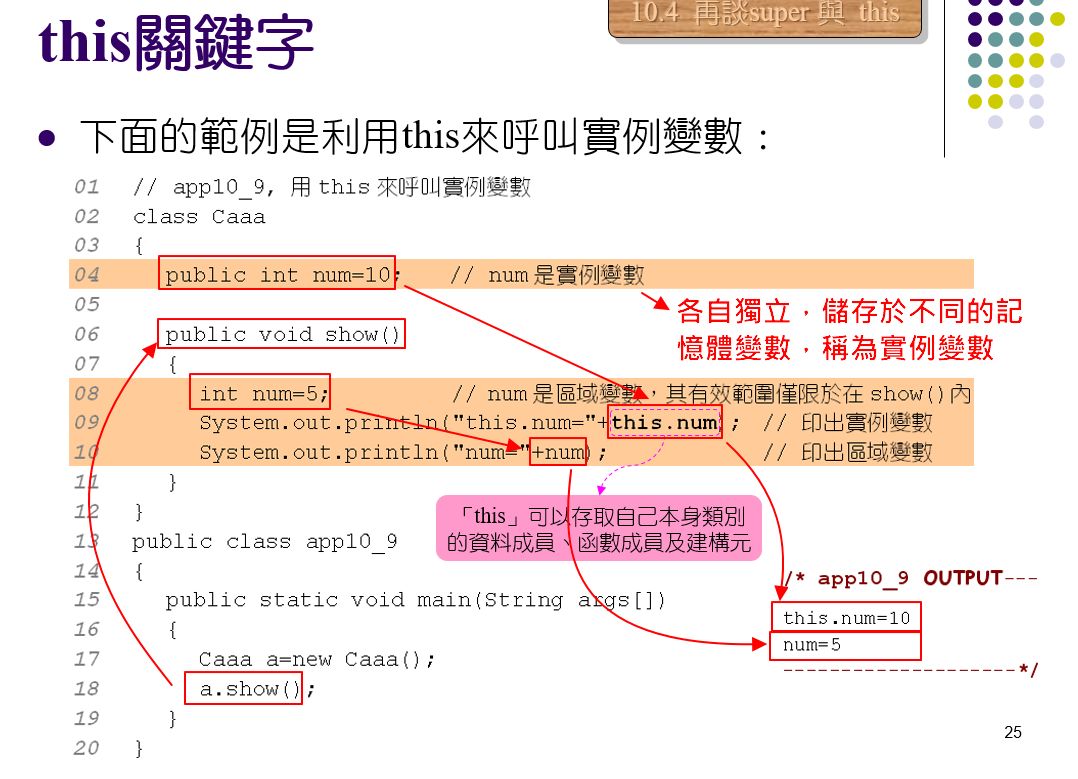 10.4 再談super 與 this
this關鍵字
下面的範例是利用this來呼叫實例變數：
01 // app10_9, 用 this 來呼叫實例變數
02 class Caaa
03 {
04 public int num=10; // num 是實例變數
05
各自獨立，儲存於不同的記
憶體變數，稱為實例變數
06 public void show()
07 {
08 int num=5; // num 是區域變數，其有效範圍僅限於在 show()內
09 System.out.println("this.num="+this.num); // 印出實例變數
10 System.out.println("num="+num); // 印出區域變數
11 }
12 }
「this」可以存取自己本身類別
的資料成員、函數成員及建構元
13 public class app10_9
14 {
15 public static void main(String args[])
16 {
17 Caaa a=new Caaa();
18 a.show();
19 }
20 }
/* app10_9 OUTPUT---
this.num=10
num=5
---------------------*/
25